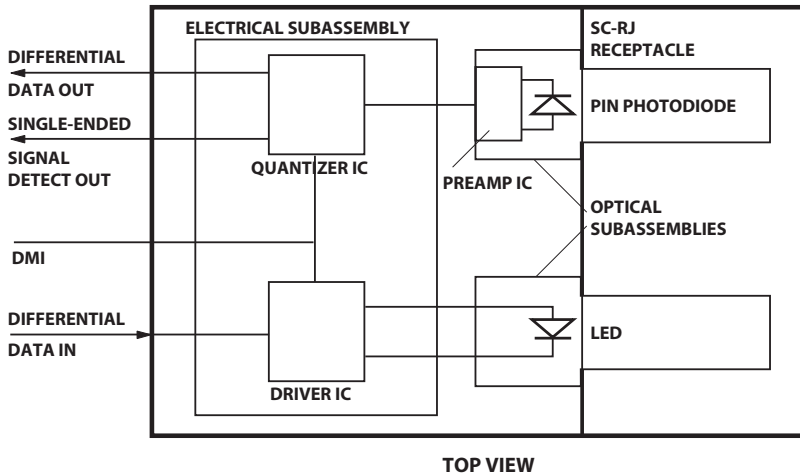 ELECTRICAL SUBASSEMBLY
SC-RJ
RECEPTACLE
DIFFERENTIAL
DATA OUT
SINGLE-ENDED
SIGNAL
DETECT OUT
QUANTIZER IC
PIN PHOTODIODE
PREAMP IC
OPTICAL
SUBASSEMBLIES
DMI
DIFFERENTIAL
DATA IN
DRIVER IC
LED
TOP VIEW